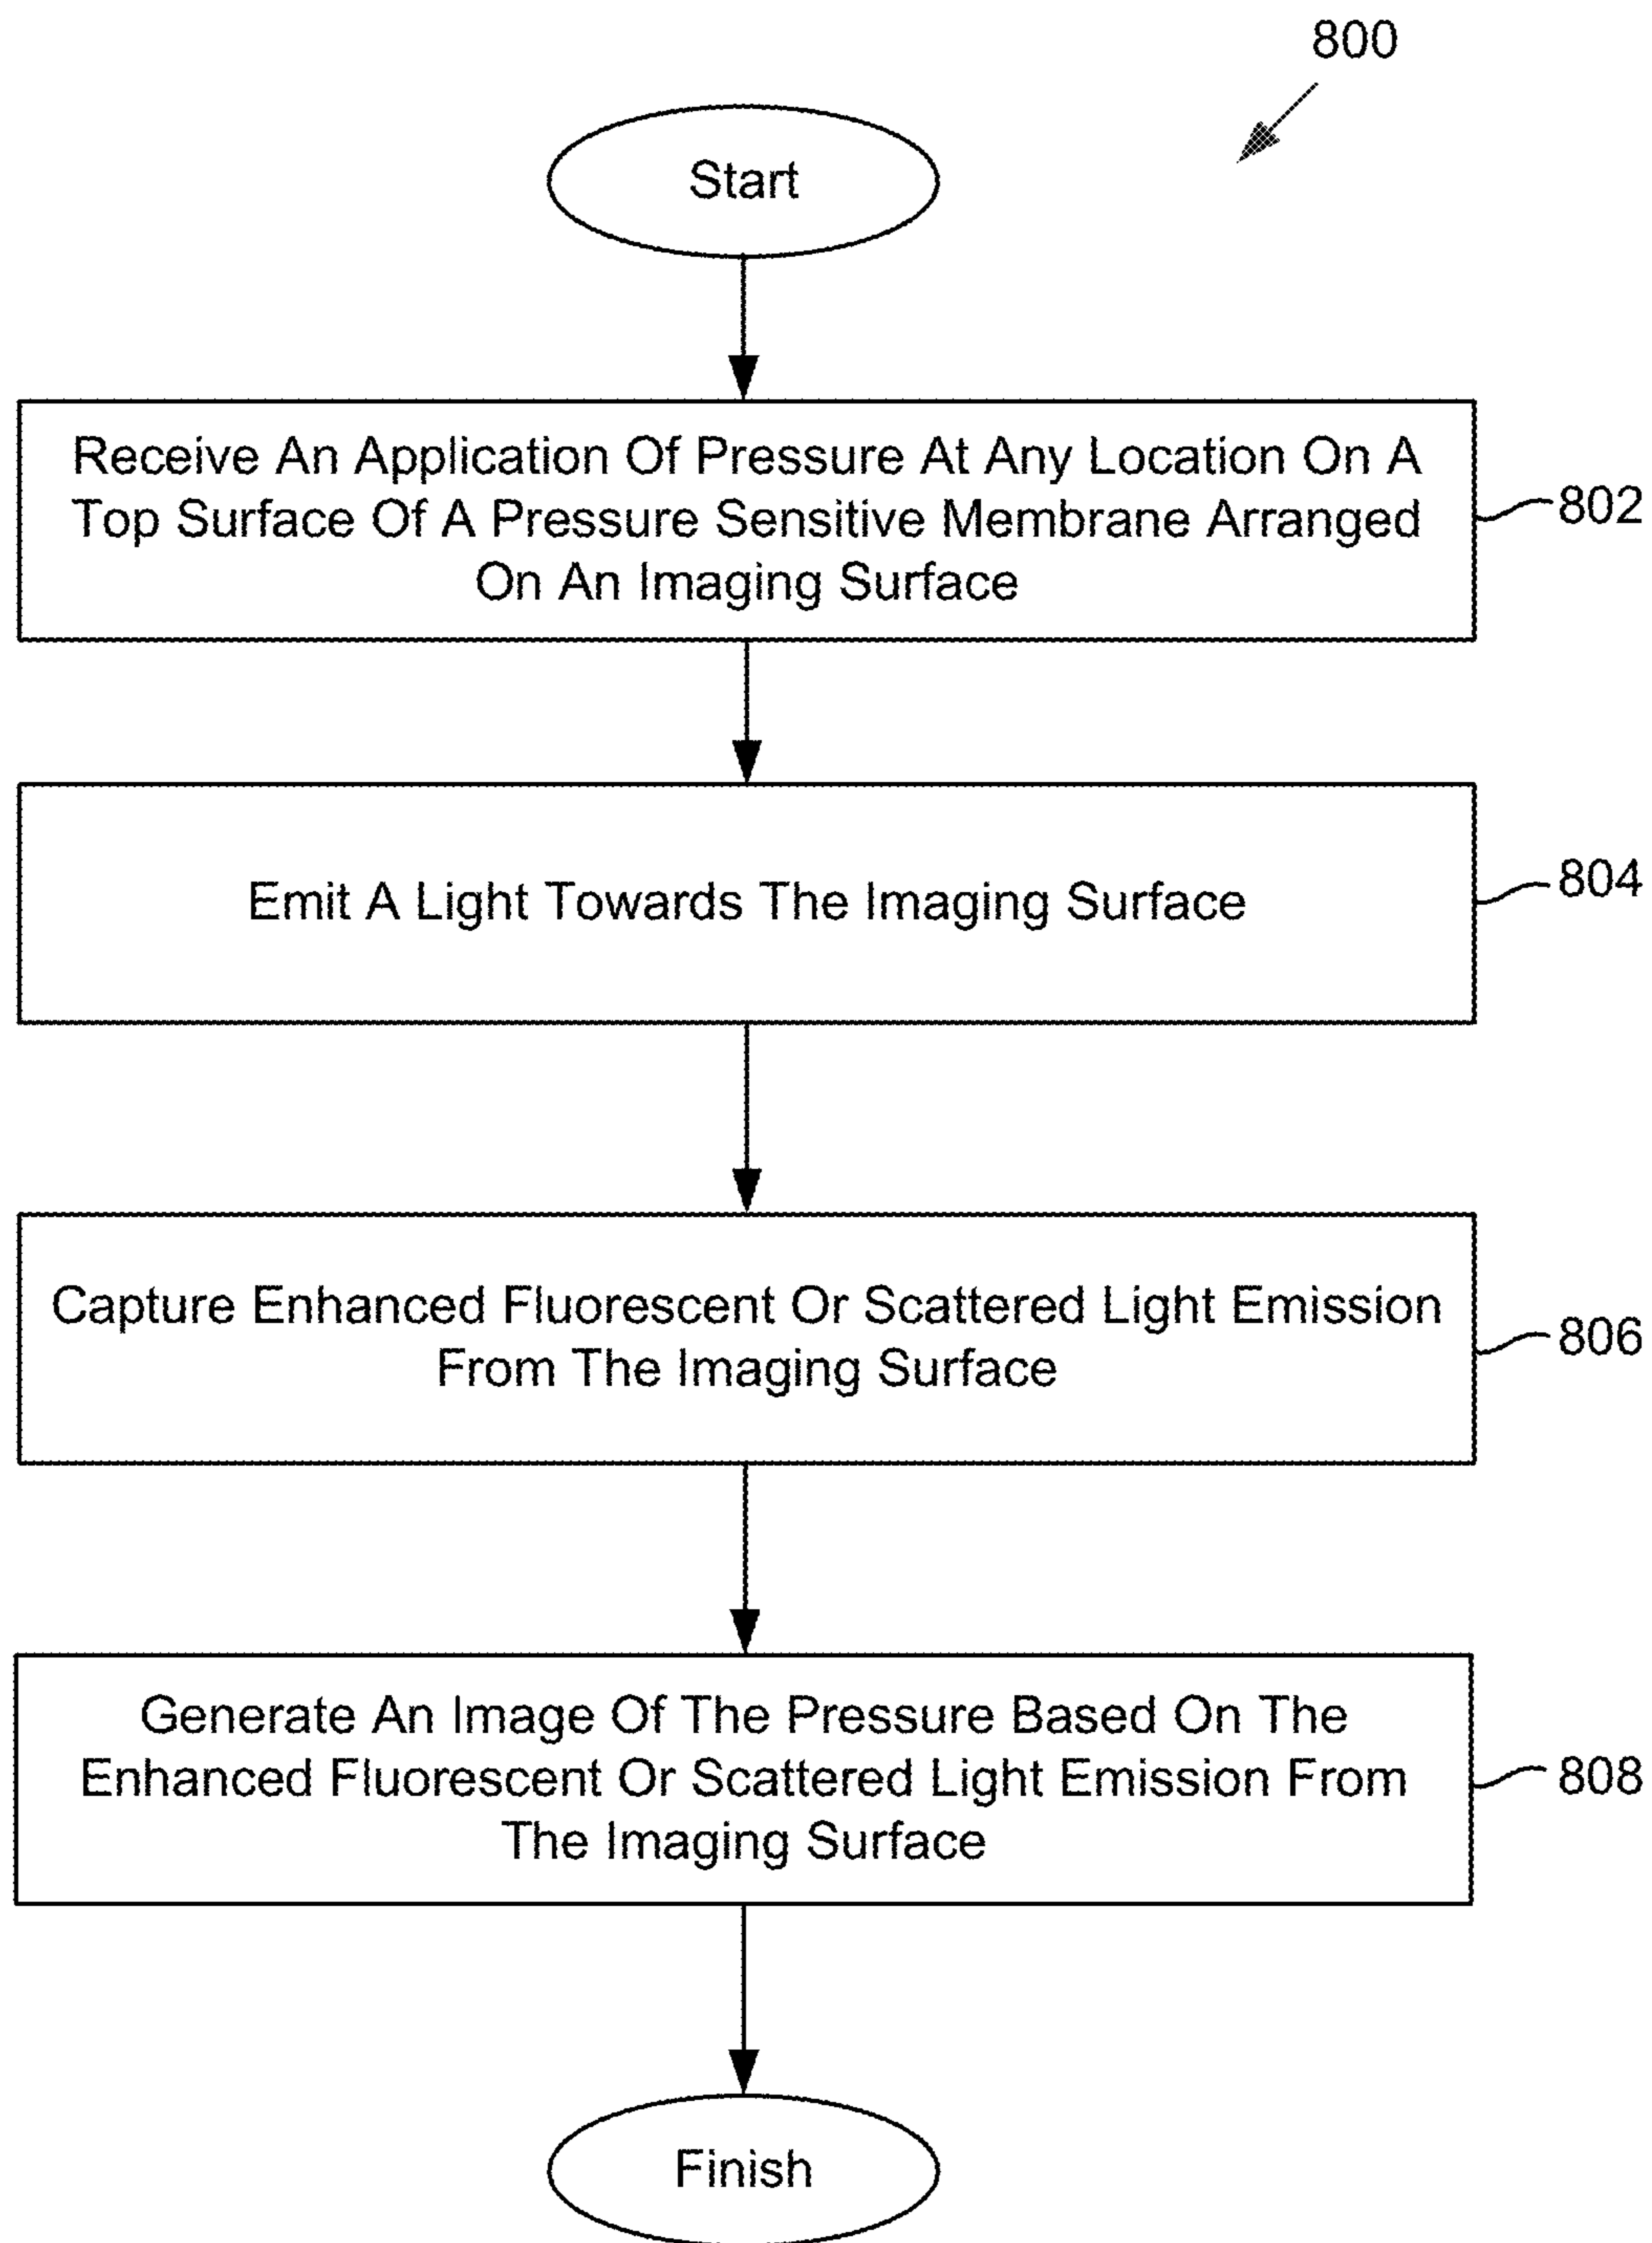 800
Start
Receive An Application Of Pressure At Any Location On A
Top Surface Of A Pressure Sensitive Membrane Arranged
On An Imaging Surface
802
Emit A Light Towards The Imaging Surface
804
Capture Enhanced Fluorescent Or Scattered Light Emission
From The Imaging Surface
806
Generate An Image Of The Pressure Based On The
Enhanced Fluorescent Or Scattered Light Emission From
The Imaging Surface
808
Finish